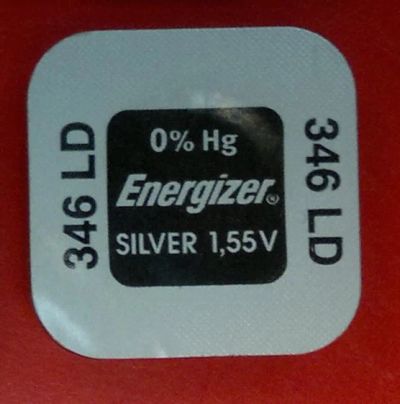 346 LD
0% Hg
Energizer®
SILVER 1,55V
346 LD